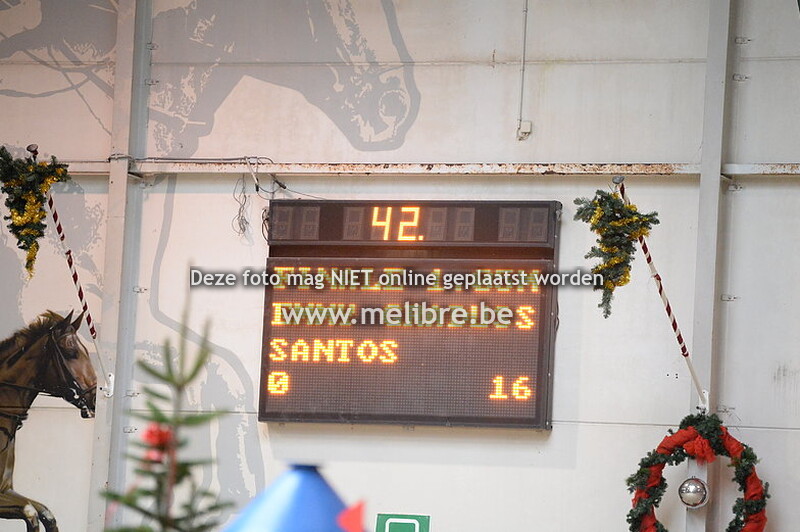 42.
Deze foto mag NIET online geplaatst worden
www.melibre.be
SANTOS
0 16